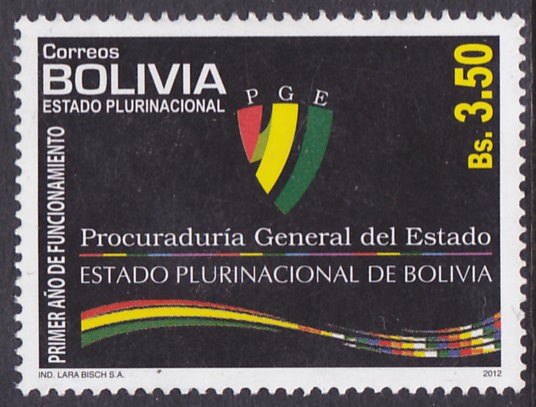 Correos
BOLIVIA
ESTADO PLURINACIONAL
Bs. 3.50
PRIMER AÑO DE FUNCIONAMIENTO
P G E
Procuraduría General del Estado
ESTADO PLURINACIONAL DE BOLIVIA
IND. LARA BISCH S.A.
2012